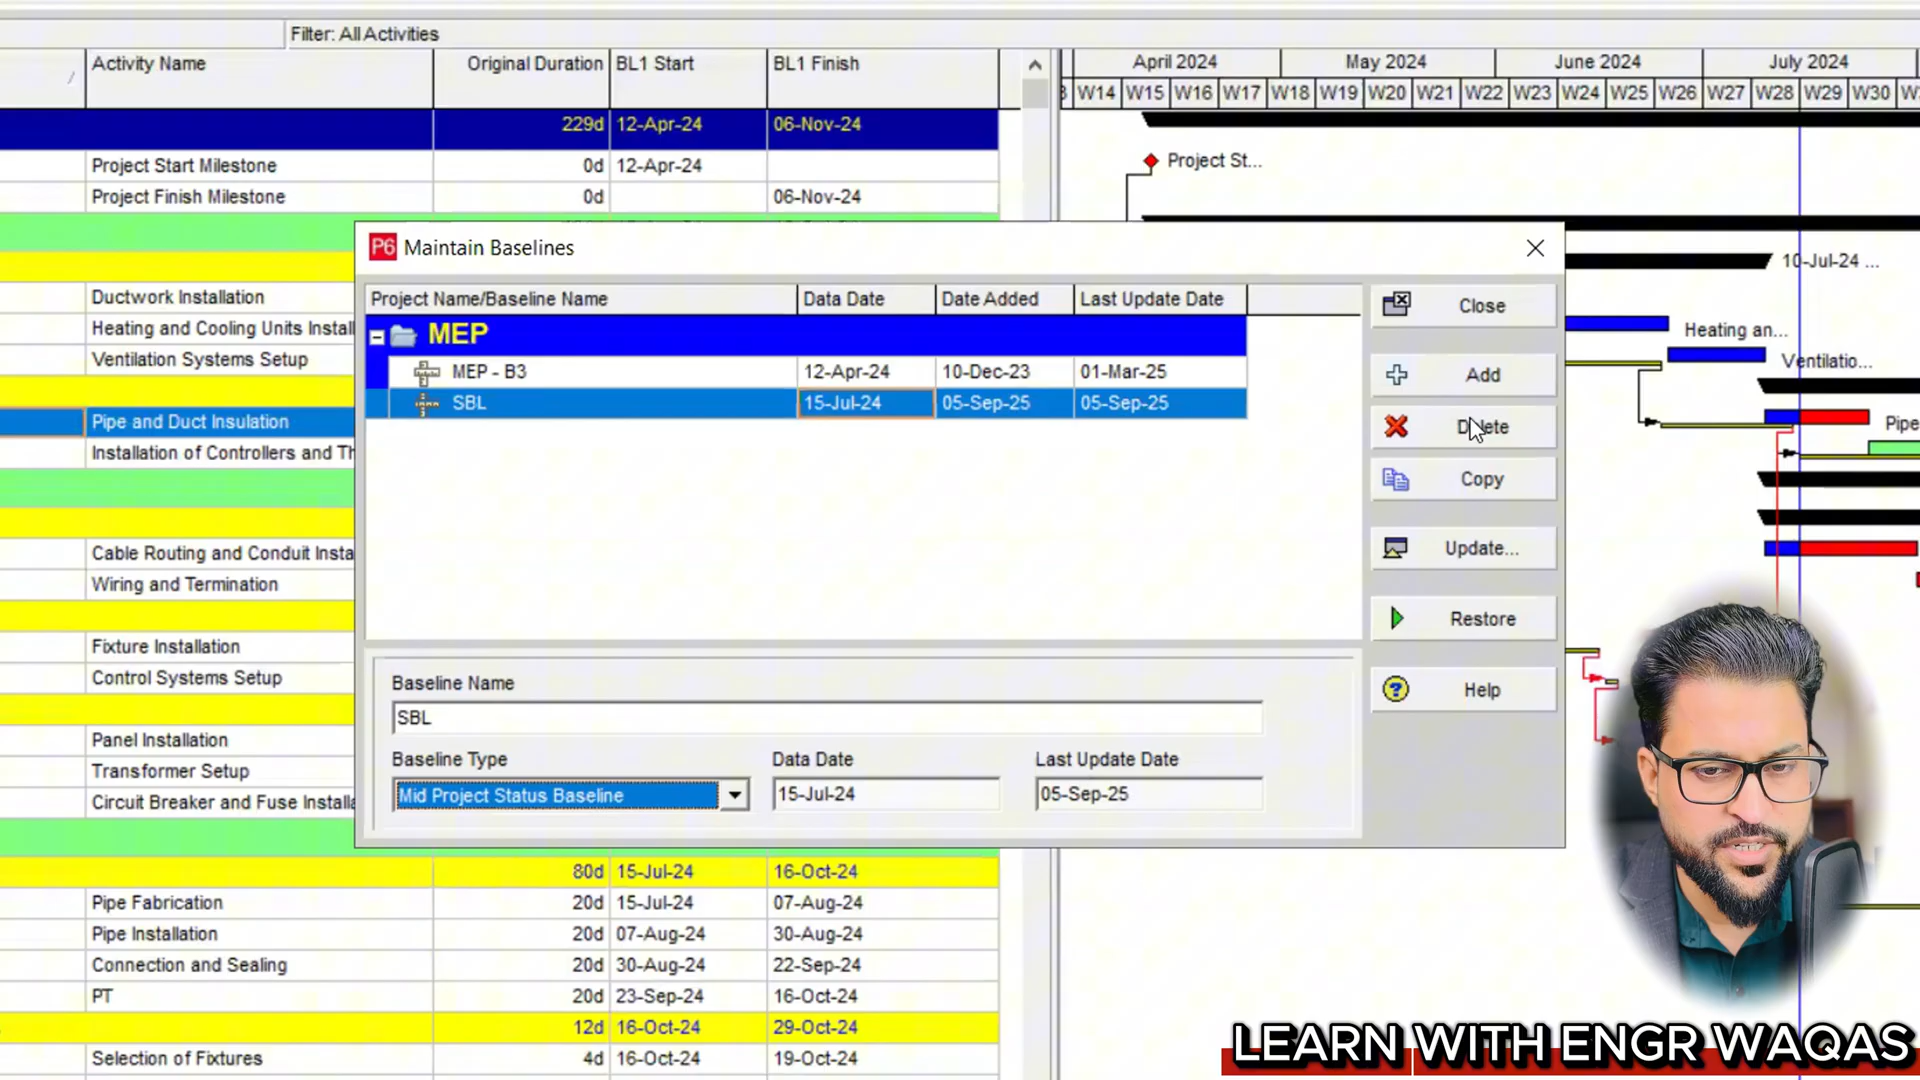 Filter: All Activities
Activity Name Original Duration BL1 Start BL1 Finish
April 2024 May 2024 June 2024 July 2024
W14 W15 W16 W17 W18 W19 W20 W21 W22 W23 W24 W25 W26 W27 W28 W29 W30
229d 12-Apr-24 06-Nov-24
Project Start Milestone 0d 12-Apr-24
Project St...
Project Finish Milestone 0d 06-Nov-24
P6 Maintain Baselines
10-Jul-24 ...
Project Name/Baseline Name Data Date Date Added Last Update Date
Close
MEP
MEP - B3 12-Apr-24 10-Dec-23 01-Mar-25
Add
SBL 15-Jul-24 05-Sep-25 05-Sep-25
Delete
Copy
Update...
Restore
Help
Baseline Name
SBL
Baseline Type Data Date Last Update Date
Mid Project Status Baseline 15-Jul-24 05-Sep-25
Ductwork Installation
Heating and Cooling Units Install
Heating an...
Ventilation Systems Setup
Ventilatio...
Pipe and Duct Insulation
Pipe
Installation of Controllers and Th
Cable Routing and Conduit Insta
Wiring and Termination
Fixture Installation
Control Systems Setup
Panel Installation
Transformer Setup
Circuit Breaker and Fuse Installa
80d 15-Jul-24 16-Oct-24
Pipe Fabrication 20d 15-Jul-24 07-Aug-24
Pipe Installation 20d 07-Aug-24 30-Aug-24
Connection and Sealing 20d 30-Aug-24 22-Sep-24
PT 20d 23-Sep-24 16-Oct-24
12d 16-Oct-24 29-Oct-24
Selection of Fixtures 4d 16-Oct-24 19-Oct-24
LEARN WITH ENGR WAQAS